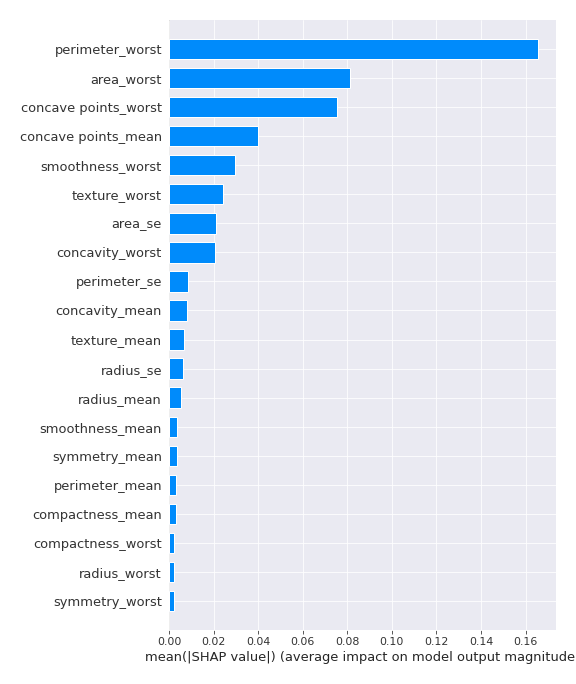 perimeter_worst
area_worst
concave points_worst
concave points_mean
smoothness_worst
texture_worst
area_se
concavity_worst
perimeter_se
concavity_mean
texture_mean
radius_se
radius_mean
smoothness_mean
symmetry_mean
perimeter_mean
compactness_mean
compactness_worst
radius_worst
symmetry_worst
0.00 0.02 0.04 0.06 0.08 0.10 0.12 0.14 0.16
mean(|SHAP value|) (average impact on model output magnitude